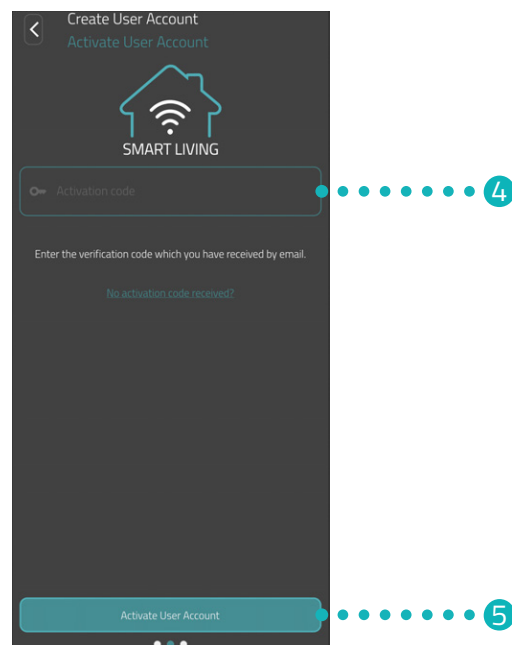 Create User Account
Activate User Account
SMART LIVING
Activation code
4
Enter the verification code which you have received by email.
No activation code received?
Activate User Account
5